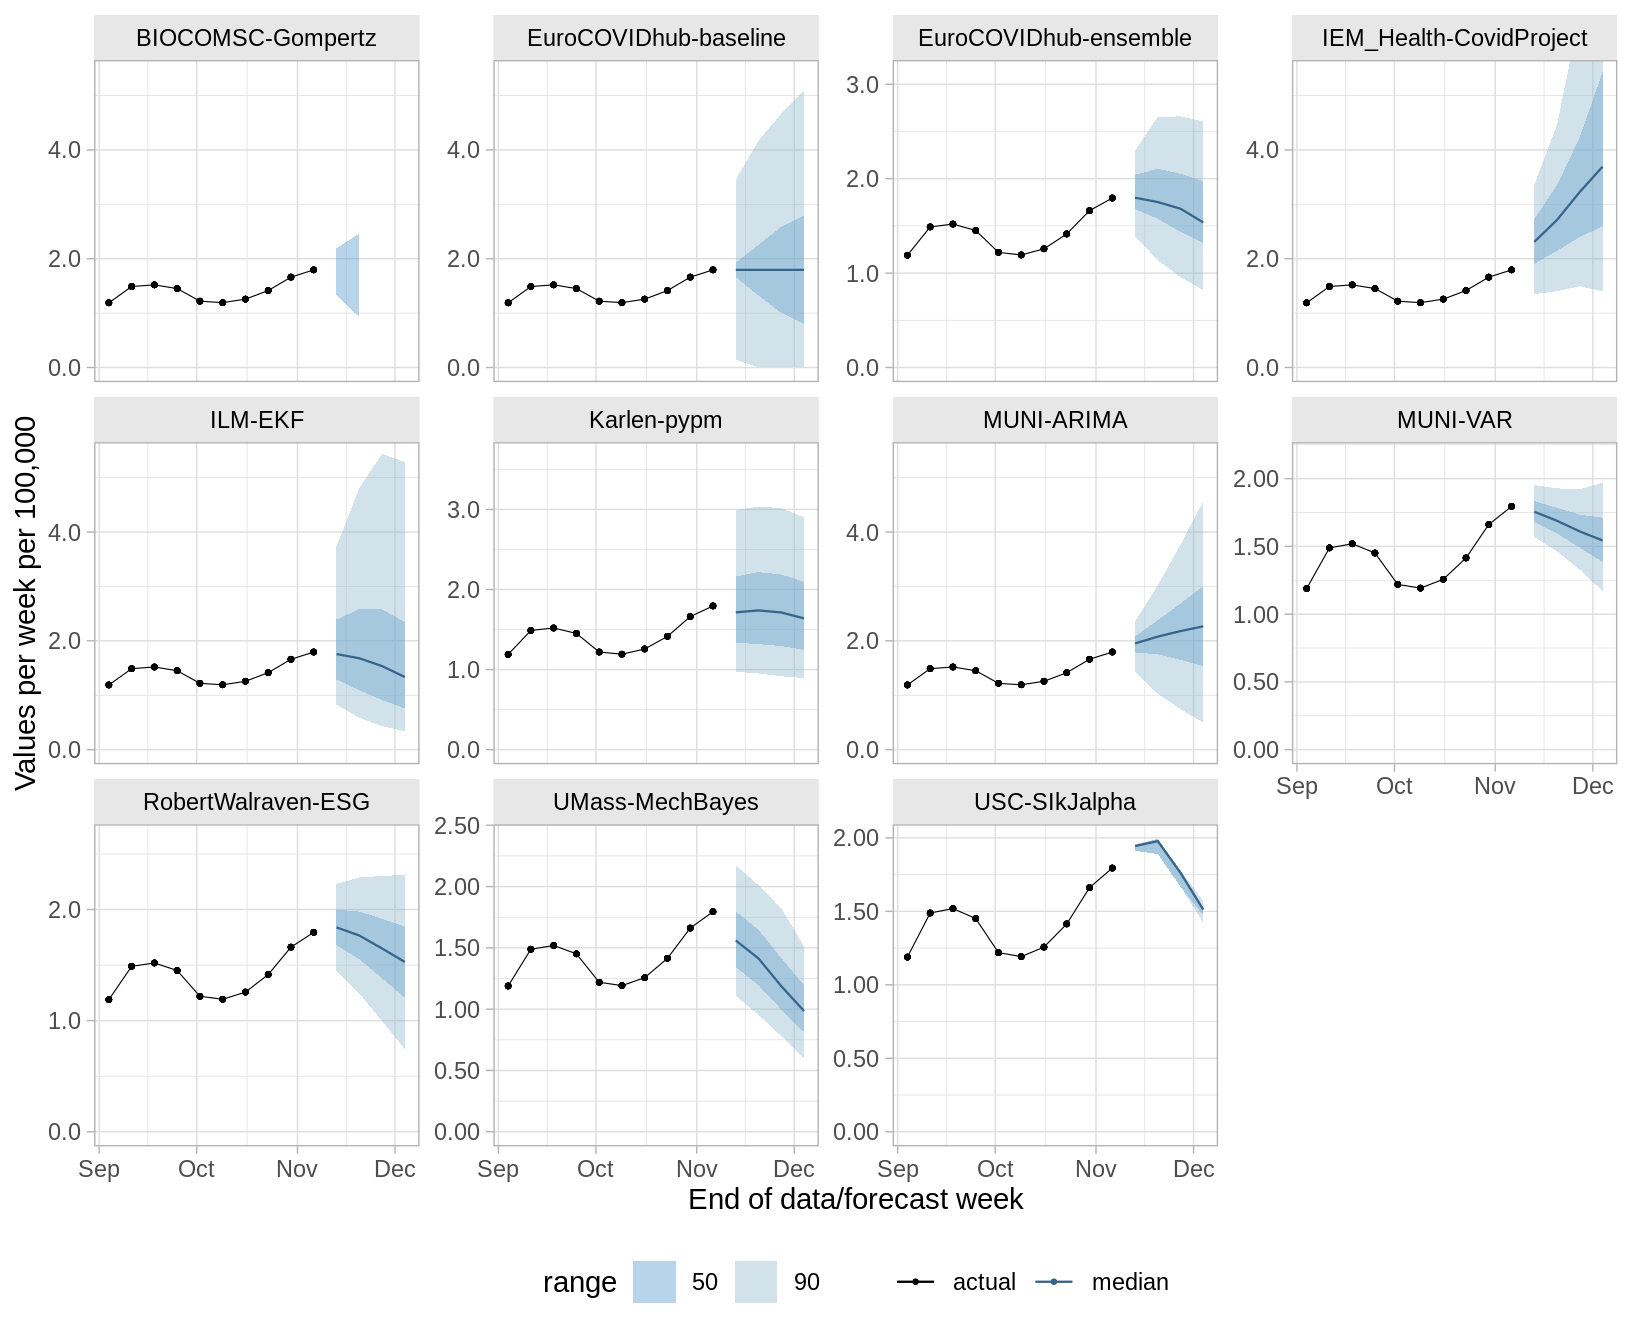 BIOCOMSC-Gompertz
EuroCOVIDhub-baseline
EuroCOVIDhub-ensemble
IEM_Health-CovidProject
4.0
2.0
0.0
4.0
2.0
0.0
3.0
2.0
1.0
0.0
4.0
2.0
0.0
Values per week per 100,000
ILM-EKF
Karlen-pypm
MUNI-ARIMA
MUNI-VAR
4.0
2.0
0.0
3.0
2.0
1.0
0.0
4.0
2.0
0.0
2.00
1.50
1.00
0.50
0.00
Sep Oct Nov Dec
RobertWalraven-ESG
UMass-MechBayes
USC-SIkJalpha
2.0
1.0
0.0
2.50
2.00
1.50
1.00
0.50
0.00
2.00
1.50
1.00
0.50
0.00
Sep Oct Nov Dec
Sep Oct Nov Dec
Sep Oct Nov Dec
End of data/forecast week
range 50 90 actual median